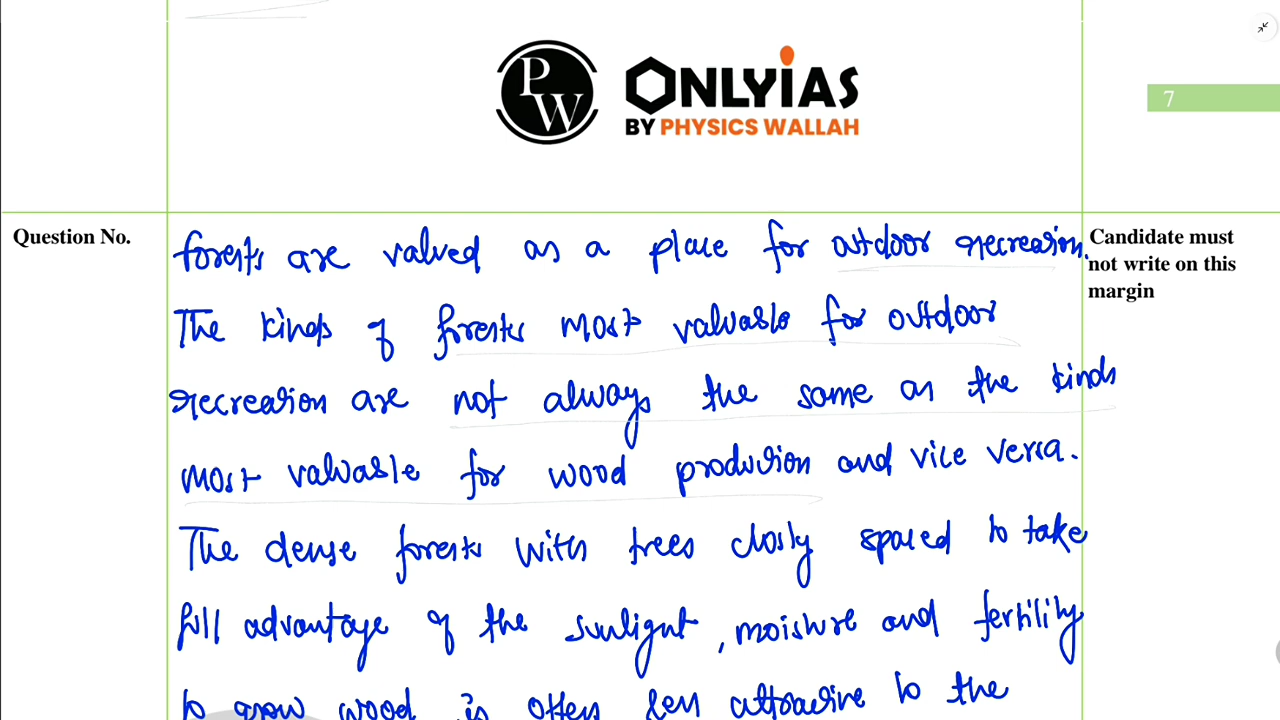 PW ONLYIAS
BY PHYSICS WALLAH
7
Question No.
forests are valued as a place for outdoor recreation.
The kinds of forests most valuable for outdoor
recreation are not always the same as the kinds
most valuable for wood production and vice versa.
The dense forests with trees closly spaced to take
full advantage of the sunlight, moisture and fertility
to grow wood is often less attractive to the
Candidate must
not write on this
margin